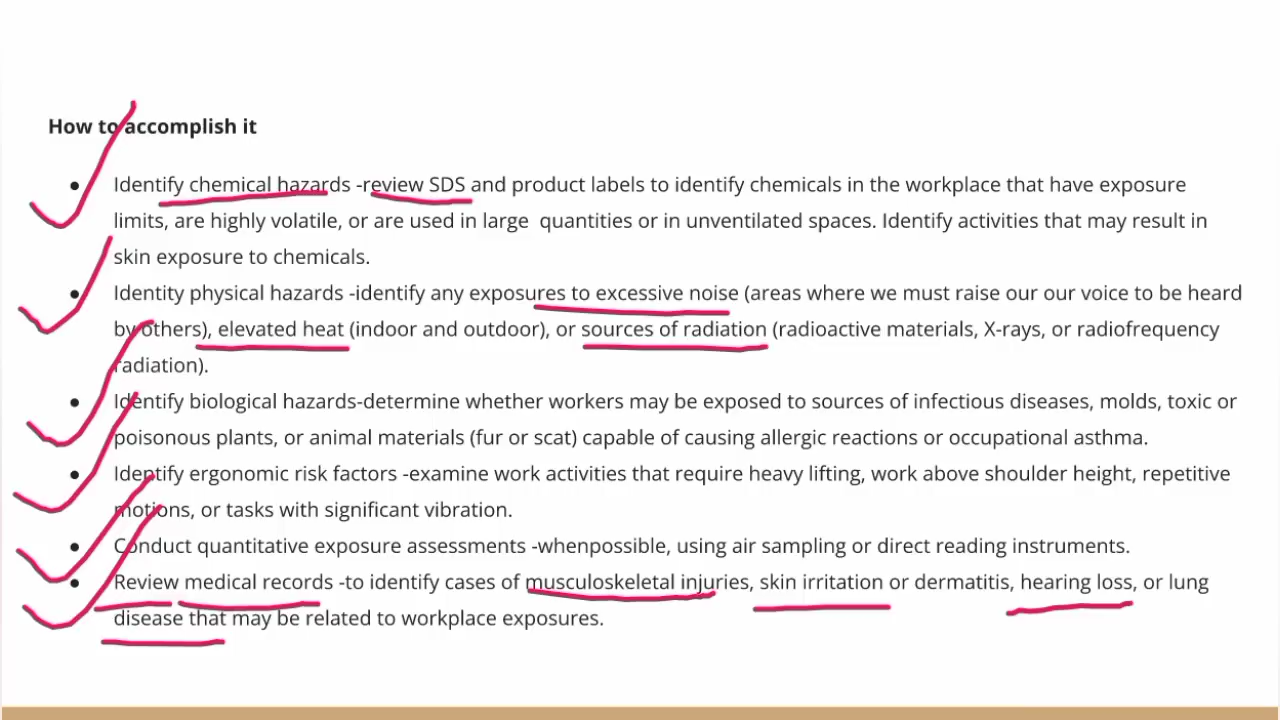 How to accomplish it
• Identify chemical hazards -review SDS and product labels to identify chemicals in the workplace that have exposure
limits, are highly volatile, or are used in large  quantities or in unventilated spaces. Identify activities that may result in
skin exposure to chemicals.
• Identity physical hazards -identify any exposures to excessive noise (areas where we must raise our our voice to be heard
by others), elevated heat (indoor and outdoor), or sources of radiation (radioactive materials, X-rays, or radiofrequency
radiation).
• Identify biological hazards-determine whether workers may be exposed to sources of infectious diseases, molds, toxic or
poisonous plants, or animal materials (fur or scat) capable of causing allergic reactions or occupational asthma.
• Identify ergonomic risk factors -examine work activities that require heavy lifting, work above shoulder height, repetitive
motions, or tasks with significant vibration.
• Conduct quantitative exposure assessments -whenpossible, using air sampling or direct reading instruments.
• Review medical records -to identify cases of musculoskeletal injuries, skin irritation or dermatitis, hearing loss, or lung
disease that may be related to workplace exposures.